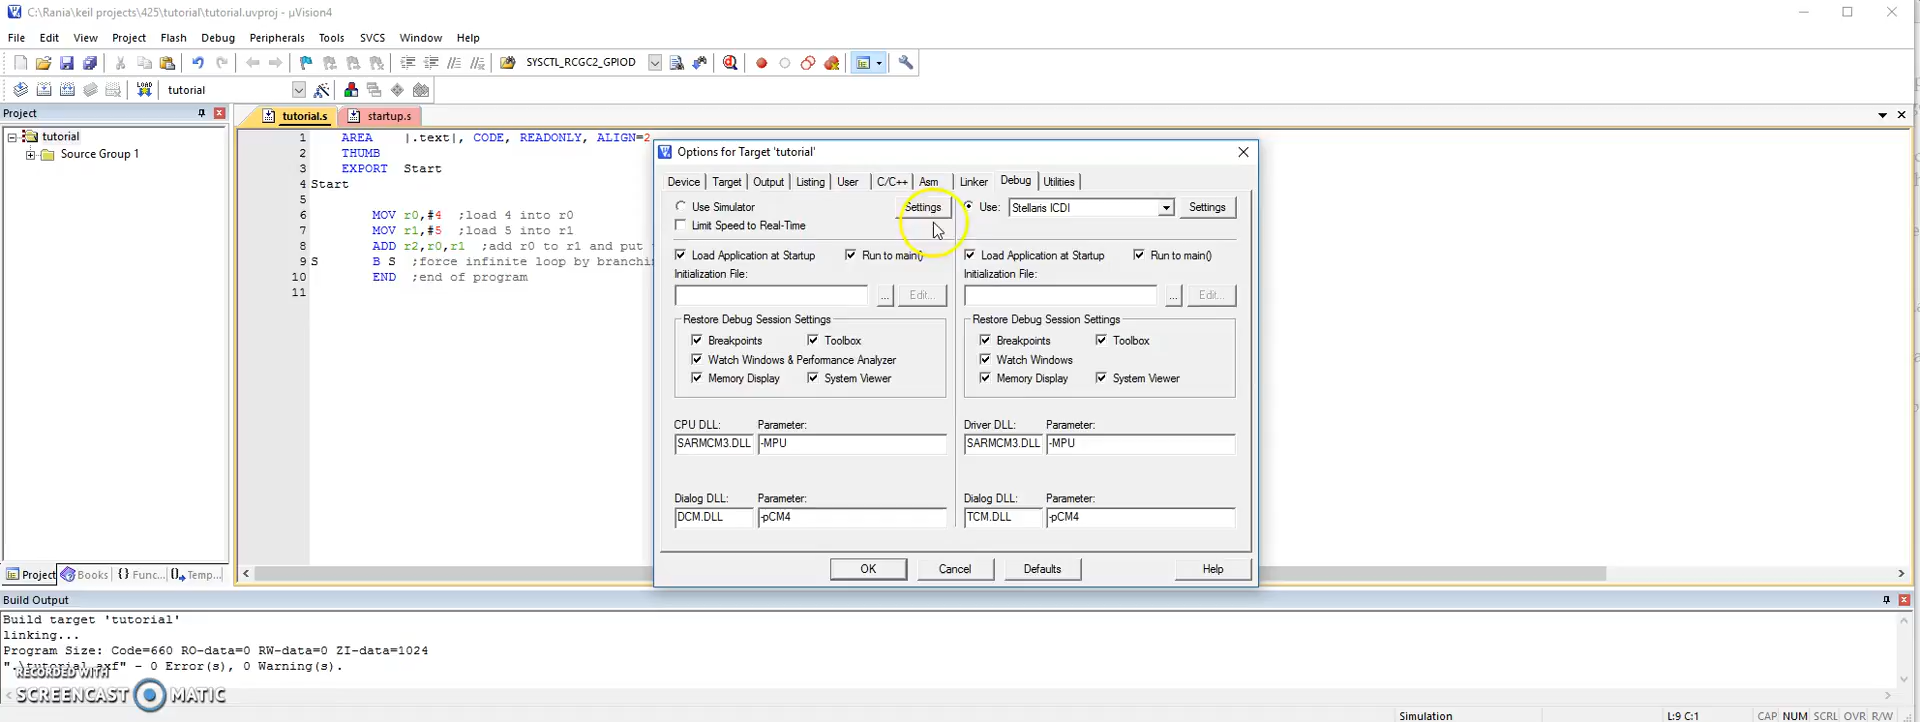 C:\Rania\keil projects\425\tutorial\tutorial.uvproj - µVision4
File Edit View Project Flash Debug Peripherals Tools SVCS Window Help
SYSCTL_RCGC2_GPIOD
LOAD tutorial
Project
tutorial.s startup.s
tutorial
Source Group 1
1 AREA |.text|, CODE, READONLY, ALIGN=2
2 THUMB
3 EXPORT Start
4 Start
6 MOV r0,#4 ;load 4 into r0
7 MOV r1,#5 ;load 5 into r1
8 ADD r2,r0,r1 ;add r0 to r1 and put
9 S B S ;force infinite loop by branchin
10 END ;end of program
11
Options for Target 'tutorial'
Device Target Output Listing User C/C++ Asm Linker Debug Utilities
Use Simulator Settings Use: Stellaris ICDI Settings
Limit Speed to Real-Time
Load Application at Startup Run to main() Load Application at Startup Run to main()
Initialization File: Initialization File:
... Edit... ... Edit...
Restore Debug Session Settings Restore Debug Session Settings
Breakpoints Toolbox Breakpoints Toolbox
Watch Windows & Performance Analyzer Watch Windows
Memory Display System Viewer Memory Display System Viewer
CPU DLL: Parameter: Driver DLL: Parameter:
SARMCM3.DLL -MPU SARMCM3.DLL -MPU
Dialog DLL: Parameter: Dialog DLL: Parameter:
DCM.DLL -pCM4 TCM.DLL -pCM4
OK Cancel Defaults Help
Project Books {} Func... Temp...
Build Output
Build target 'tutorial'
linking...
Program Size: Code=660 RO-data=0 RW-data=0 ZI-data=1024
".\tutorial.axf" - 0 Error(s), 0 Warning(s).
RECORDED WITH
SCREENCAST MATIC
Simulation L:9 C:1 CAP NUM SCRL OVR R/W